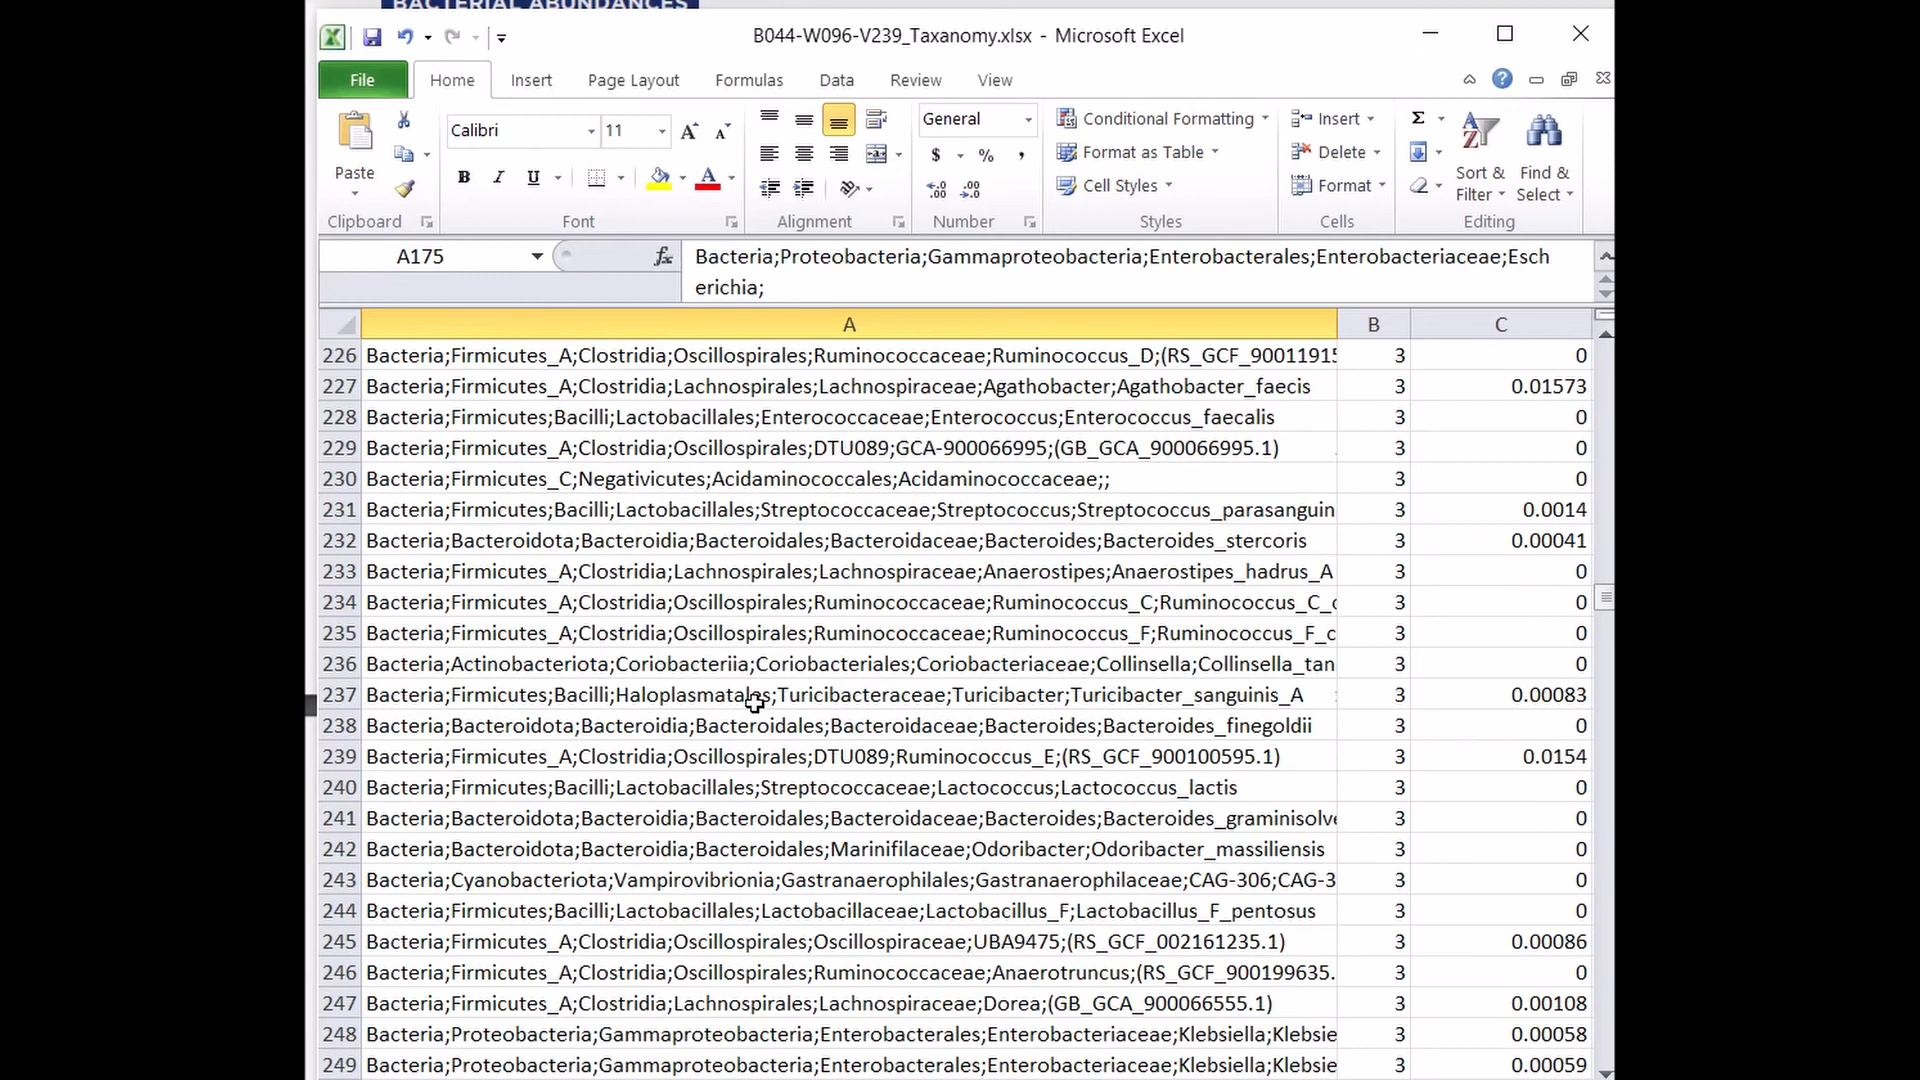 BACTERIAL ABUNDANCES
B044-W096-V239_Taxanomy.xlsx - Microsoft Excel
File Home Insert Page Layout Formulas Data Review View
Paste
Clipboard
Calibri 11
B I U
Font
Alignment
General
$ % ,
Number
Conditional Formatting
Format as Table
Cell Styles
Styles
Insert
Delete
Format
Cells
Sort & Filter
Find & Select
Editing
A175
fx
Bacteria;Proteobacteria;Gammaproteobacteria;Enterobacterales;Enterobacteriaceae;Esch
erichia;
A B C
226 Bacteria;Firmicutes_A;Clostridia;Oscillospirales;Ruminococcaceae;Ruminococcus_D;(RS_GCF_90011915 3 0
227 Bacteria;Firmicutes_A;Clostridia;Lachnospirales;Lachnospiraceae;Agathobacter;Agathobacter_faecis 3 0.01573
228 Bacteria;Firmicutes;Bacilli;Lactobacillales;Enterococcaceae;Enterococcus;Enterococcus_faecalis 3 0
229 Bacteria;Firmicutes_A;Clostridia;Oscillospirales;DTU089;GCA-900066995;(GB_GCA_900066995.1) 3 0
230 Bacteria;Firmicutes_C;Negativicutes;Acidaminococcales;Acidaminococcaceae;; 3 0
231 Bacteria;Firmicutes;Bacilli;Lactobacillales;Streptococcaceae;Streptococcus;Streptococcus_parasanguin 3 0.0014
232 Bacteria;Bacteroidota;Bacteroidia;Bacteroidales;Bacteroidaceae;Bacteroides;Bacteroides_stercoris 3 0.00041
233 Bacteria;Firmicutes_A;Clostridia;Lachnospirales;Lachnospiraceae;Anaerostipes;Anaerostipes_hadrus_A 3 0
234 Bacteria;Firmicutes_A;Clostridia;Oscillospirales;Ruminococcaceae;Ruminococcus_C;Ruminococcus_C_c 3 0
235 Bacteria;Firmicutes_A;Clostridia;Oscillospirales;Ruminococcaceae;Ruminococcus_F;Ruminococcus_F_c 3 0
236 Bacteria;Actinobacteriota;Coriobacteriia;Coriobacteriales;Coriobacteriaceae;Collinsella;Collinsella_tan 3 0
237 Bacteria;Firmicutes;Bacilli;Haloplasmatales;Turicibacteraceae;Turicibacter;Turicibacter_sanguinis_A 3 0.00083
238 Bacteria;Bacteroidota;Bacteroidia;Bacteroidales;Bacteroidaceae;Bacteroides;Bacteroides_finegoldii 3 0
239 Bacteria;Firmicutes_A;Clostridia;Oscillospirales;DTU089;Ruminococcus_E;(RS_GCF_900100595.1) 3 0.0154
240 Bacteria;Firmicutes;Bacilli;Lactobacillales;Streptococcaceae;Lactococcus;Lactococcus_lactis 3 0
241 Bacteria;Bacteroidota;Bacteroidia;Bacteroidales;Bacteroidaceae;Bacteroides;Bacteroides_graminisolve 3 0
242 Bacteria;Bacteroidota;Bacteroidia;Bacteroidales;Marinifilaceae;Odoribacter;Odoribacter_massiliensis 3 0
243 Bacteria;Cyanobacteriota;Vampirovibrionia;Gastranaerophilales;Gastranaerophilaceae;CAG-306;CAG-3 3 0
244 Bacteria;Firmicutes;Bacilli;Lactobacillales;Lactobacillaceae;Lactobacillus_F;Lactobacillus_F_pentosus 3 0
245 Bacteria;Firmicutes_A;Clostridia;Oscillospirales;Oscillospiraceae;UBA9475;(RS_GCF_002161235.1) 3 0.00086
246 Bacteria;Firmicutes_A;Clostridia;Oscillospirales;Ruminococcaceae;Anaerotruncus;(RS_GCF_900199635. 3 0
247 Bacteria;Firmicutes_A;Clostridia;Lachnospirales;Lachnospiraceae;Dorea;(GB_GCA_900066555.1) 3 0.00108
248 Bacteria;Proteobacteria;Gammaproteobacteria;Enterobacterales;Enterobacteriaceae;Klebsiella;Klebsie 3 0.00058
249 Bacteria;Proteobacteria;Gammaproteobacteria;Enterobacterales;Enterobacteriaceae;Klebsiella;Klebsie 3 0.00059